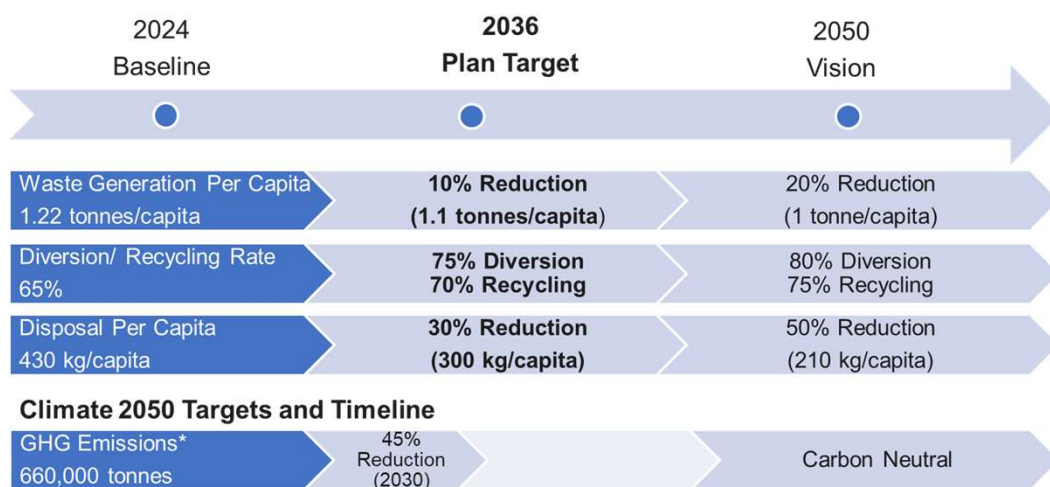 2024
Baseline
2036
Plan Target
2050
Vision
Waste Generation Per Capita
1.22 tonnes/capita
10% Reduction
(1.1 tonnes/capita)
20% Reduction
(1 tonne/capita)
Diversion/ Recycling Rate
65%
75% Diversion
70% Recycling
80% Diversion
75% Recycling
Disposal Per Capita
430 kg/capita
30% Reduction
(300 kg/capita)
50% Reduction
(210 kg/capita)
Climate 2050 Targets and Timeline
GHG Emissions*
660,000 tonnes
45%
Reduction
(2030)
Carbon Neutral